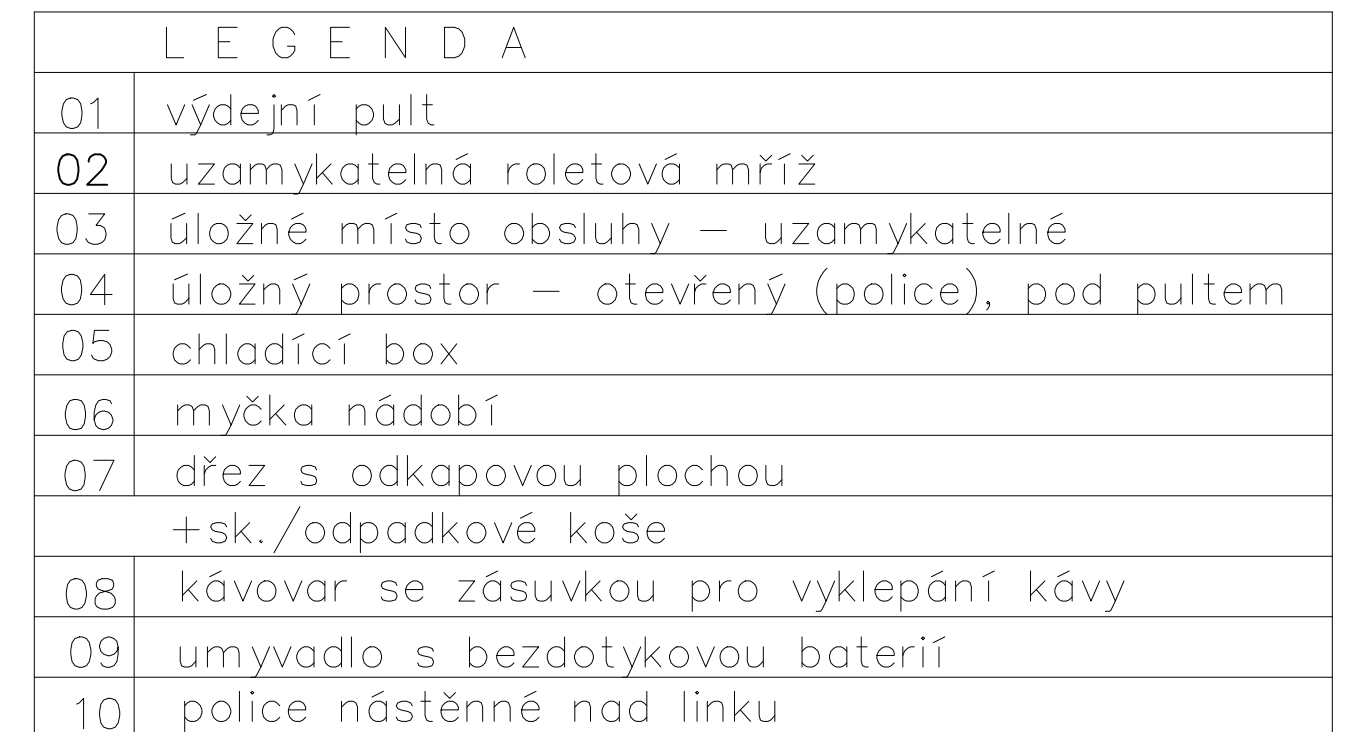 L E G E N D A
01 výdejní pult
02 uzamykatelná roletová mříž
03 úložné místo obsluhy – uzamykatelné
04 úložný prostor – otevřený (police), pod pultem
05 chladící box
06 myčka nádobí
07 dřez s odkapovou plochou
+sk./odpadkové koše
08 kávovar se zásuvkou pro vyklepání kávy
09 umyvadlo s bezdotykovou baterií
10 police nástěnné nad linku